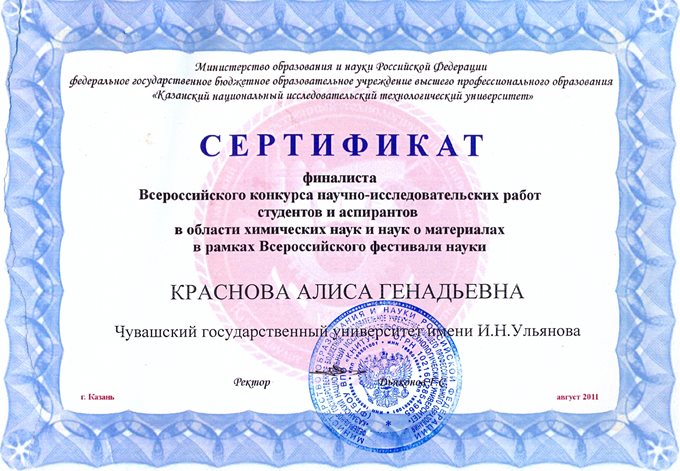 Министерство образования и науки Российской Федерации
федеральное государственное бюджетное образовательное учреждение высшего профессионального образования
«Казанский национальный исследовательский технологический университет»
СЕРТИФИКАТ
финалиста
Всероссийского конкурса научно-исследовательских работ
студентов и аспирантов
в области химических наук и наук о материалах
в рамках Всероссийского фестиваля науки
КРАСНОВА АЛИСА ГЕНАДЬЕВНА
Чувашский государственный университет имени И.Н.Ульянова
Ректор
Дьяконов Г.С.
г. Казань
август 2011